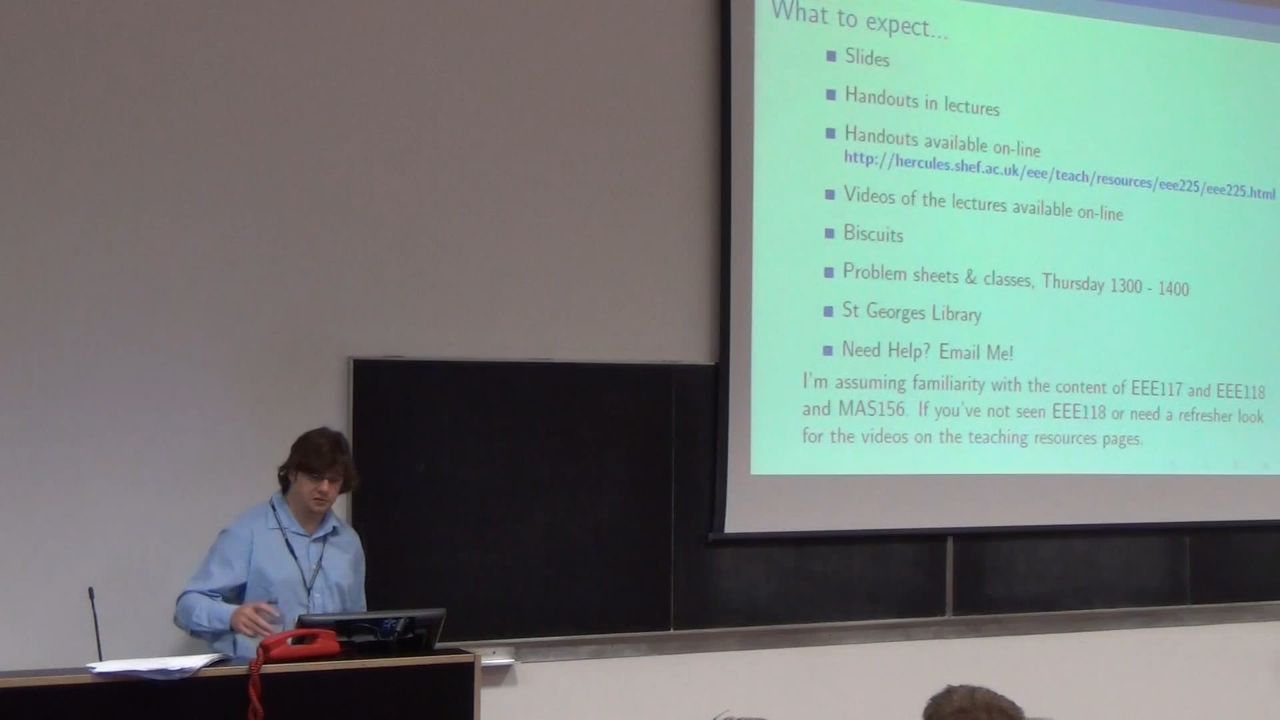 What to expect...
Slides
Handouts in lectures
Handouts available on-line
http://hercules.shef.ac.uk/eee/teach/resources/eee225/eee225.html
Videos of the lectures available on-line
Biscuits
Problem sheets & classes, Thursday 1300 - 1400
St Georges Library
Need Help? Email Me!
I'm assuming familiarity with the content of EEE117 and EEE118
and MAS156. If you've not seen EEE118 or need a refresher look
for the videos on the teaching resources pages.